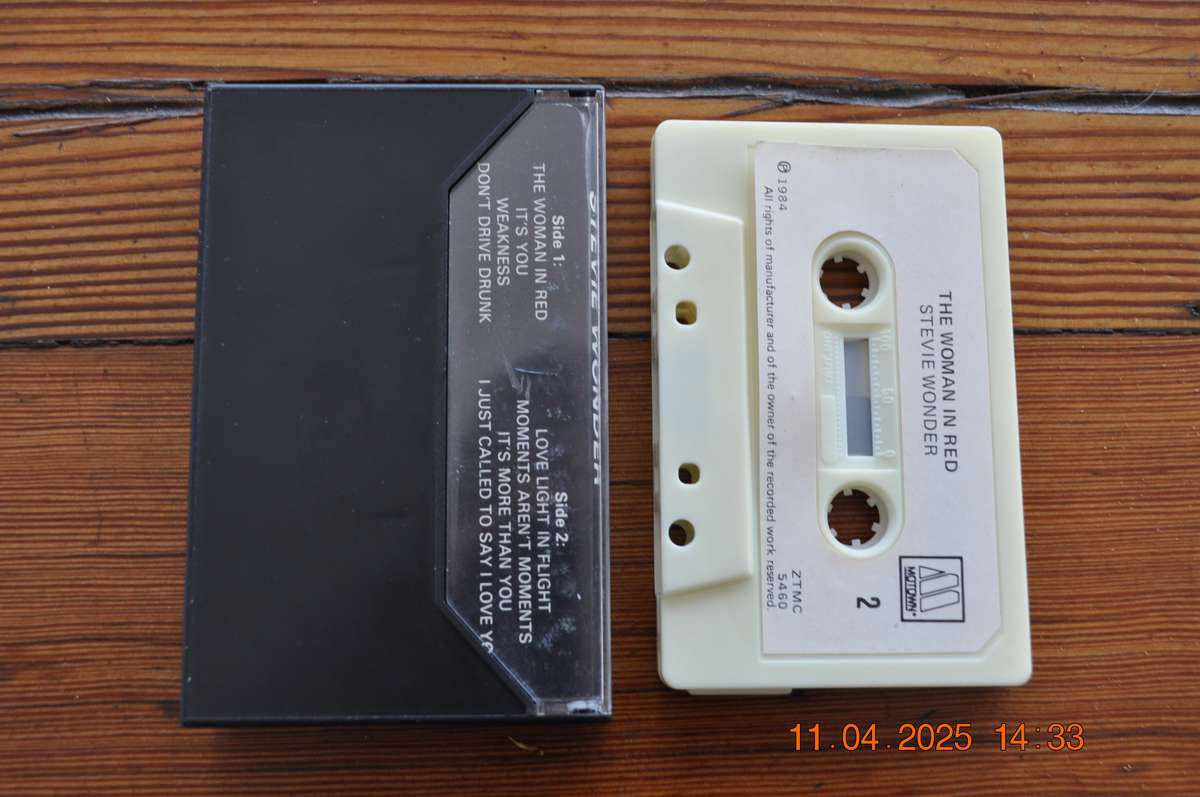 STEVIE WONDER
Side 1:
THE WOMAN IN RED
IT'S YOU
WEAKNESS
DON'T DRIVE DRUNK
Side 2:
LOVE LIGHT IN FLIGHT
MOMENTS AREN'T MOMENTS
IT'S MORE THAN YOU
I JUST CALLED TO SAY I LOVE YO
THE WOMAN IN RED
STEVIE WONDER
MOTOWN®
2
100 50 0
ZTMC
5460
℗ 1984
All rights of manufacturer and of the owner of the recorded work reserved.
11.04.2025 14:33